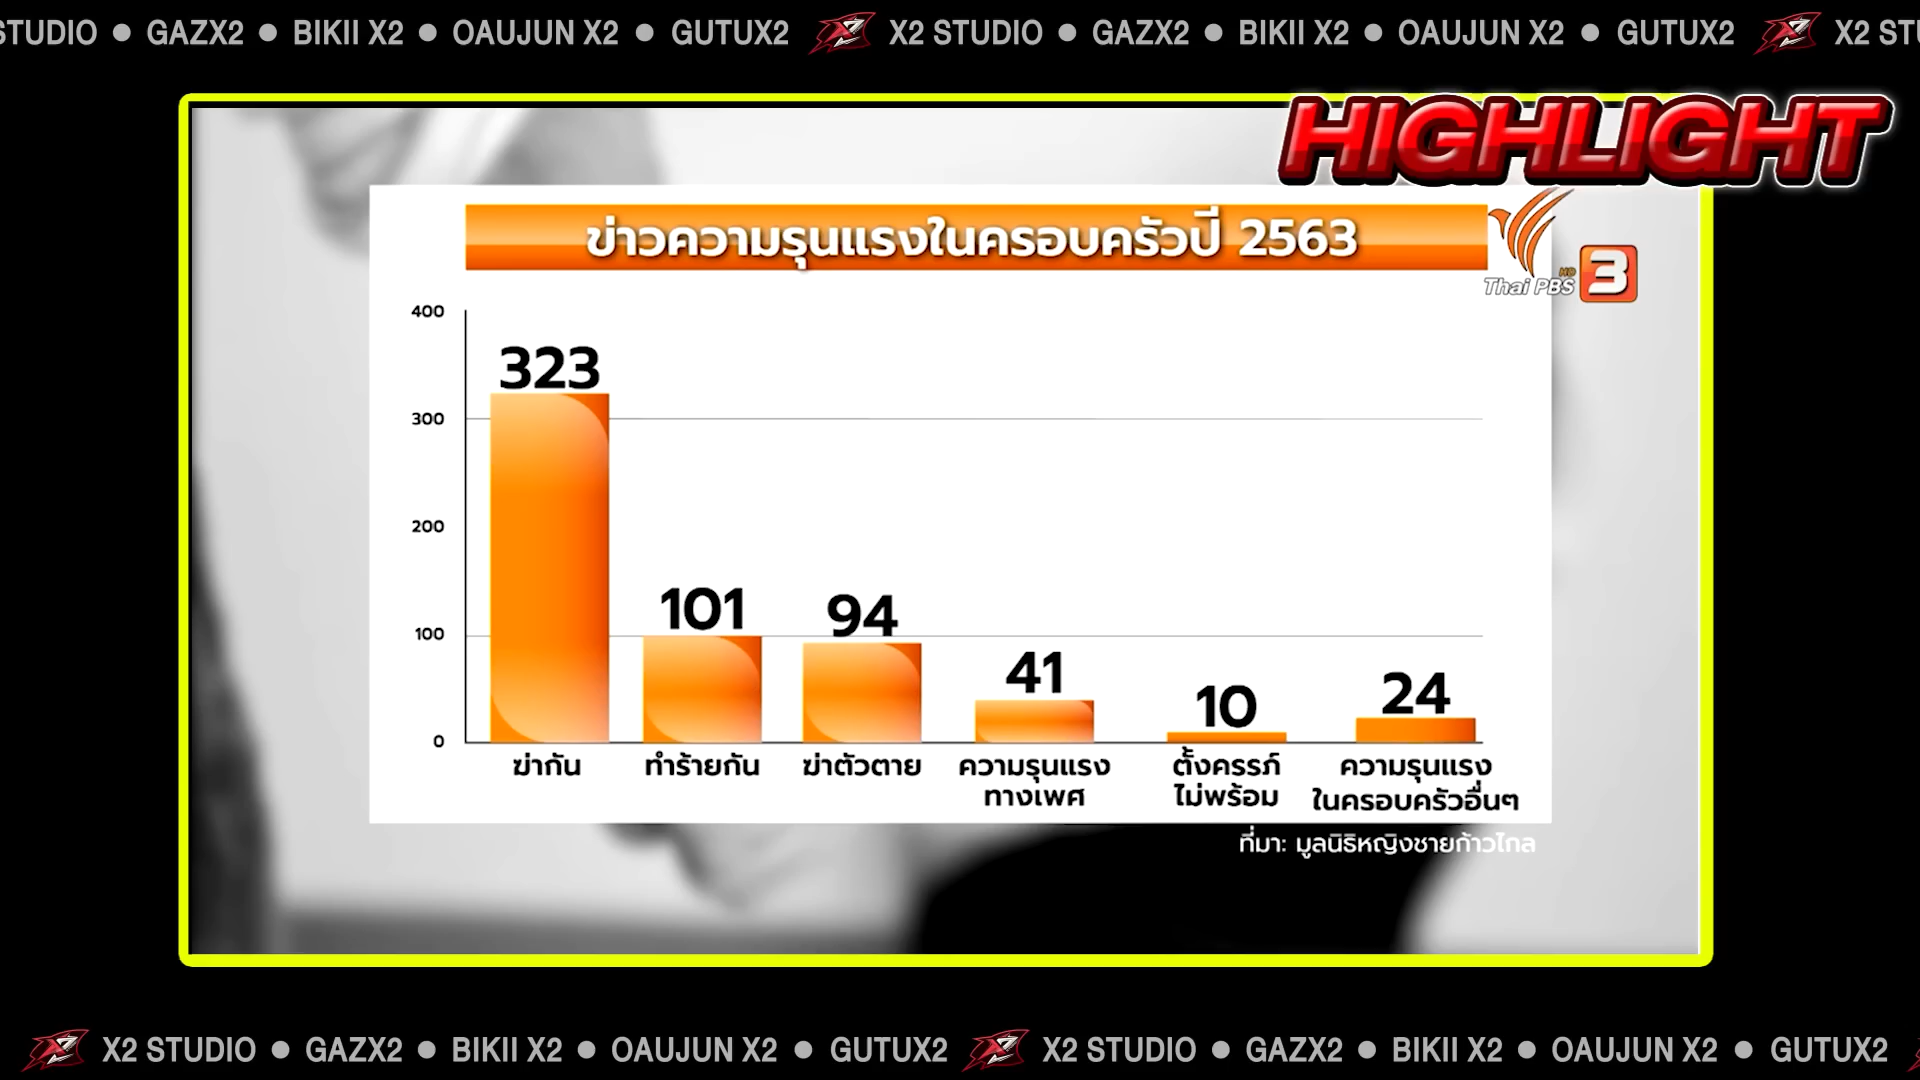 STUDIO ● GAZX2 ● BIKII X2 ● OAUJUN X2 ● GUTUX2 X2 STUDIO ● GAZX2 ● BIKII X2 ● OAUJUN X2 ● GUTUX2 X2 STU
HIGHLIGHT
ข่าวความรุนแรงในครอบครัวปี 2563
Thai PBS HD 3
400
300
200
100
0
323
101
94
41
10
24
ฆ่ากัน
ทำร้ายกัน
ฆ่าตัวตาย
ความรุนแรง
ทางเพศ
ตั้งครรภ์
ไม่พร้อม
ความรุนแรง
ในครอบครัวอื่นๆ
ที่มา: มูลนิธิหญิงชายก้าวไกล
X2 STUDIO ● GAZX2 ● BIKII X2 ● OAUJUN X2 ● GUTUX2 X2 STUDIO ● GAZX2 ● BIKII X2 ● OAUJUN X2 ● GUTUX2